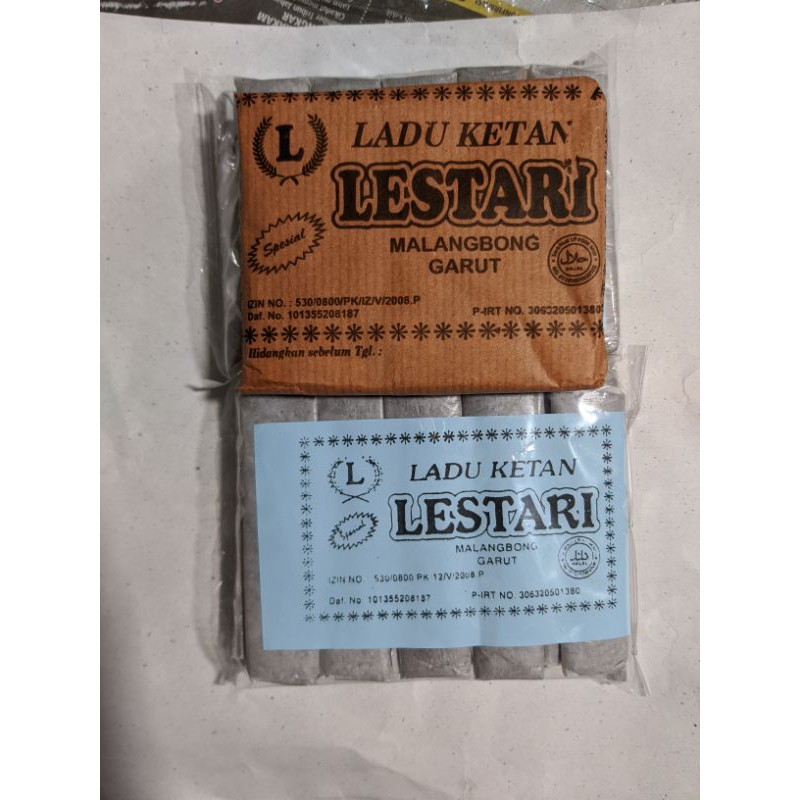 L
LADU KETAN
LESTARI
Spesial
MALANGBONG
GARUT
HALAL
IZIN NO. : 530/0800/PK/IZ/V/2008.P
Daf. No. 101355208187
P-IRT NO. 306320501380
Hidangkan sebelum Tgl. :
L
LADU KETAN
LESTARI
Spesial
MALANGBONG
GARUT
HALAL
IZIN NO. 530/0800 PK 12/V/2008.P
Daf. No 101355208187
P-IRT NO. 306320501380